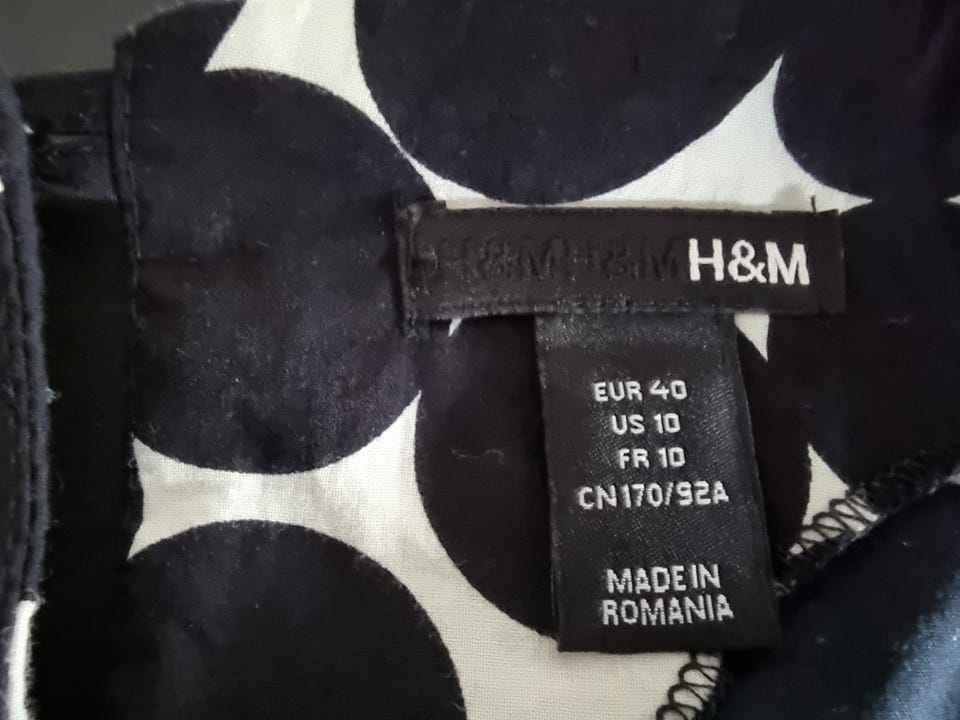 H&M H&M H&M
EUR 40
US 10
FR 10
CN170/92A
MADE IN
ROMANIA